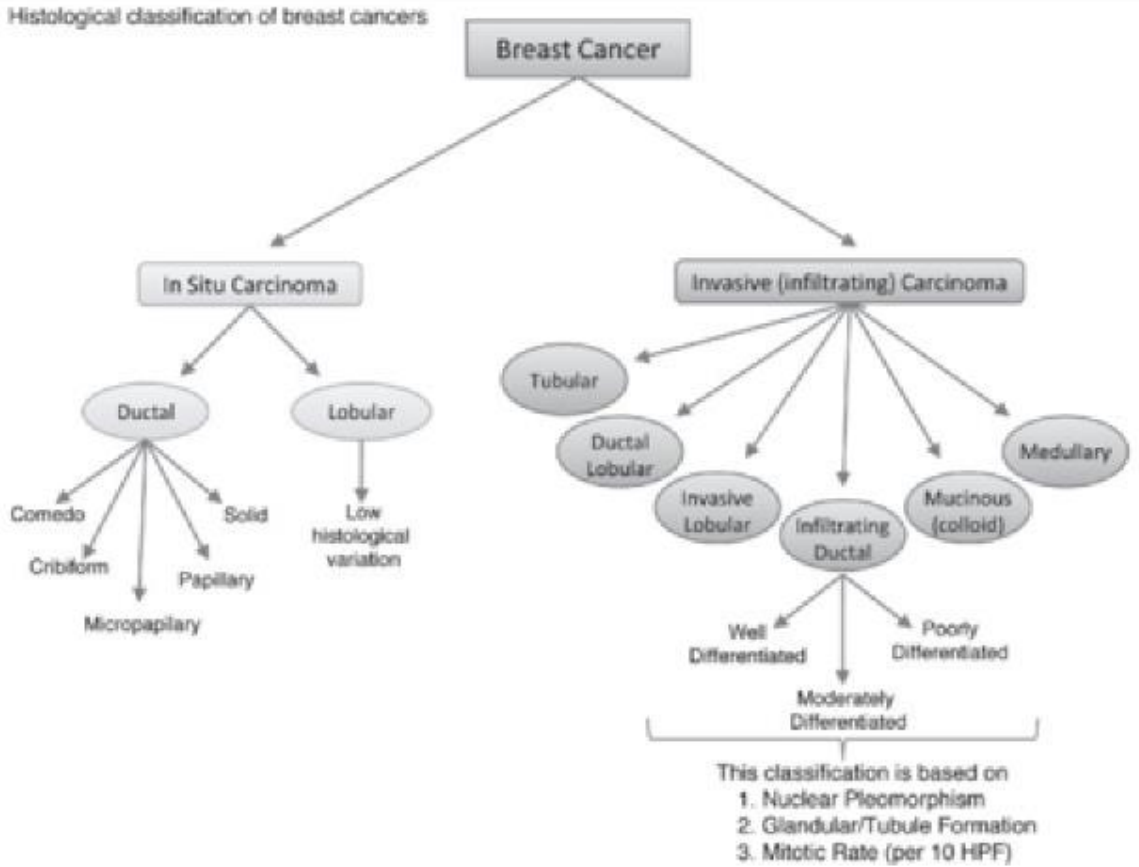 Histological classification of breast cancers
Breast Cancer
In Situ Carcinoma
Invasive (infiltrating) Carcinoma
Ductal
Lobular
Comedo
Cribiform
Micropapilary
Papillary
Solid
Low
histological
variation
Tubular
Ductal
Lobular
Invasive
Lobular
Infiltrating
Ductal
Mucinous
(colloid)
Medullary
Well
Differentiated
Moderately
Differentiated
Poorly
Differentiated
This classification is based on
1. Nuclear Pleomorphism
2. Glandular/Tubule Formation
3. Mitotic Rate (per 10 HPF)